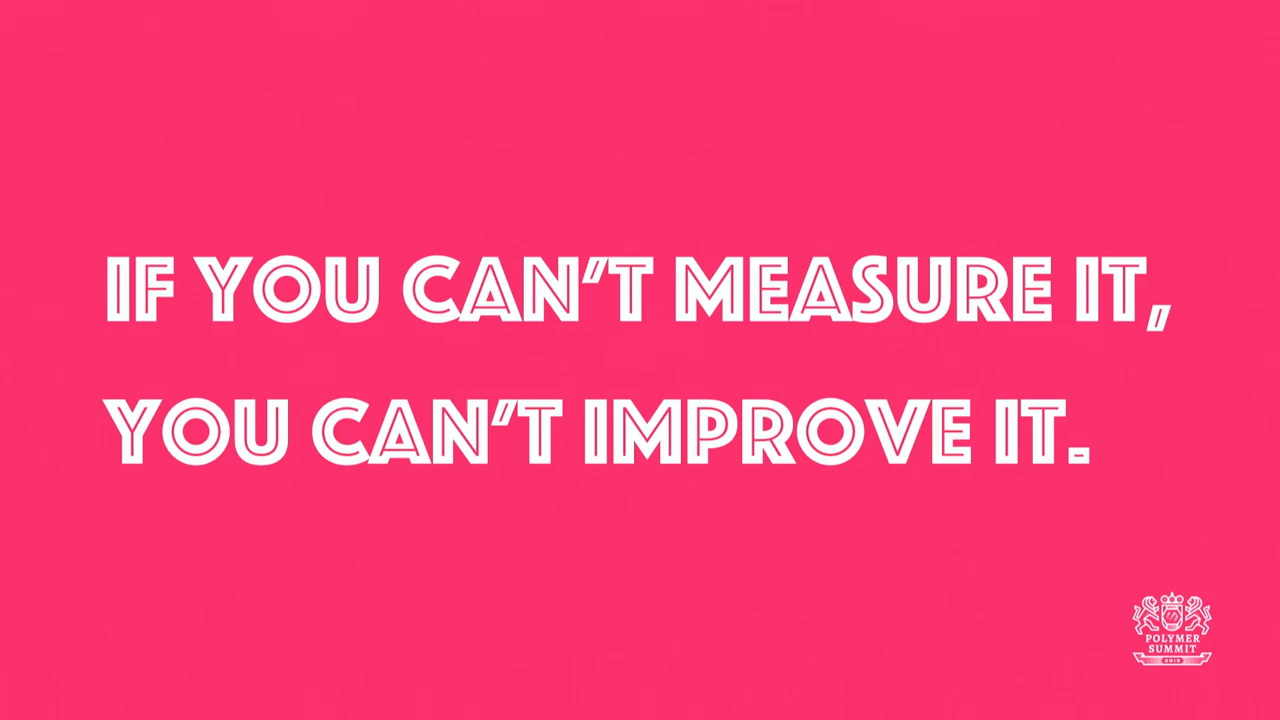 IF YOU CAN’T MEASURE IT,
YOU CAN’T IMPROVE IT.
POLYMER
SUMMIT